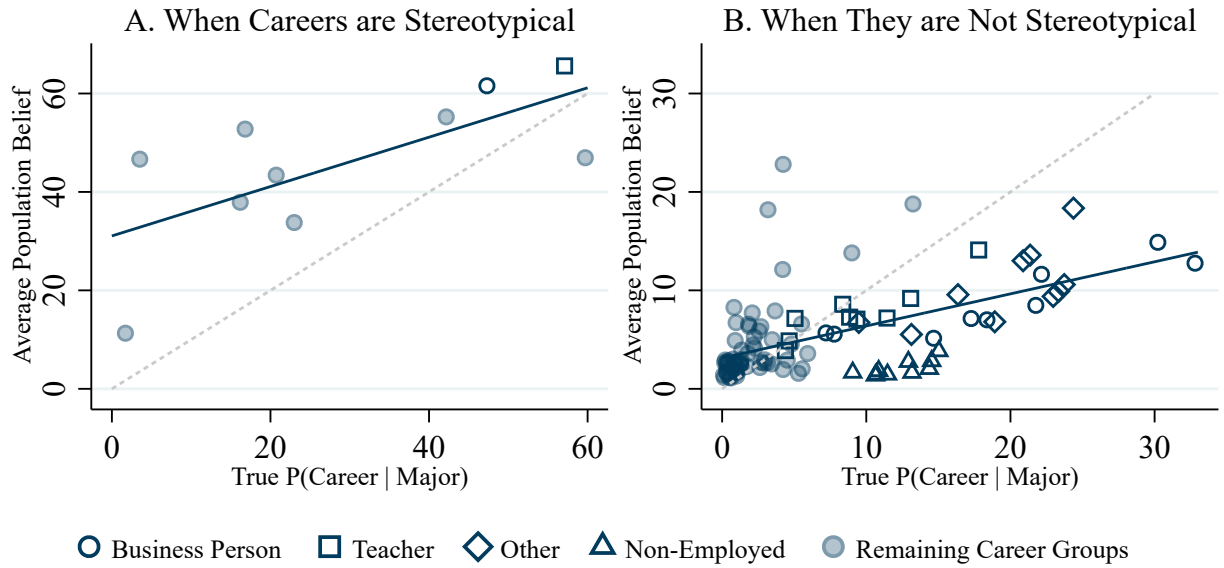 A. When Careers are Stereotypical
Average Population Belief
60
40
20
0
0 20 40 60
True P(Career | Major)
B. When They are Not Stereotypical
Average Population Belief
30
20
10
0
0 10 20 30
True P(Career | Major)
Business Person Teacher Other Non-Employed Remaining Career Groups